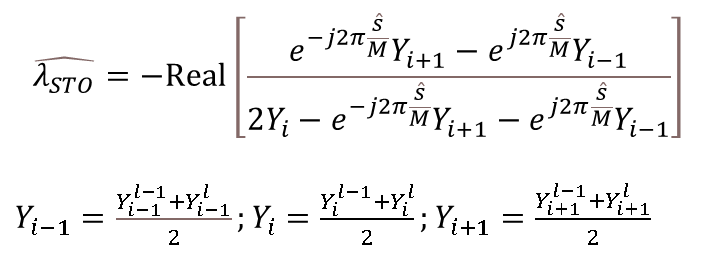 $\widehat{\lambda_{STO}} = -\text{Real}\left[\frac{e^{-j2\pi\frac{\hat{s}}{M}}Y_{i+1} - e^{j2\pi\frac{\hat{s}}{M}}Y_{i-1}}{2Y_i - e^{-j2\pi\frac{\hat{s}}{M}}Y_{i+1} - e^{j2\pi\frac{\hat{s}}{M}}Y_{i-1}}\right]$
$Y_{i-1} = \frac{Y_{i-1}^{l-1}+Y_{i-1}^{l}}{2}; Y_i = \frac{Y_i^{l-1}+Y_i^{l}}{2}; Y_{i+1} = \frac{Y_{i+1}^{l-1}+Y_{i+1}^{l}}{2}$